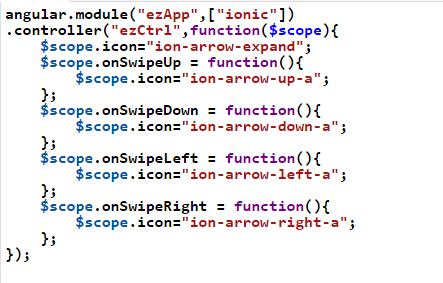 angular.module("ezApp",["ionic"])
.controller("ezCtrl",function($scope){
    $scope.icon="ion-arrow-expand";
    $scope.onSwipeUp = function(){
        $scope.icon="ion-arrow-up-a";
    };
    $scope.onSwipeDown = function(){
        $scope.icon="ion-arrow-down-a";
    };
    $scope.onSwipeLeft = function(){
        $scope.icon="ion-arrow-left-a";
    };
    $scope.onSwipeRight = function(){
        $scope.icon="ion-arrow-right-a";
    };
});